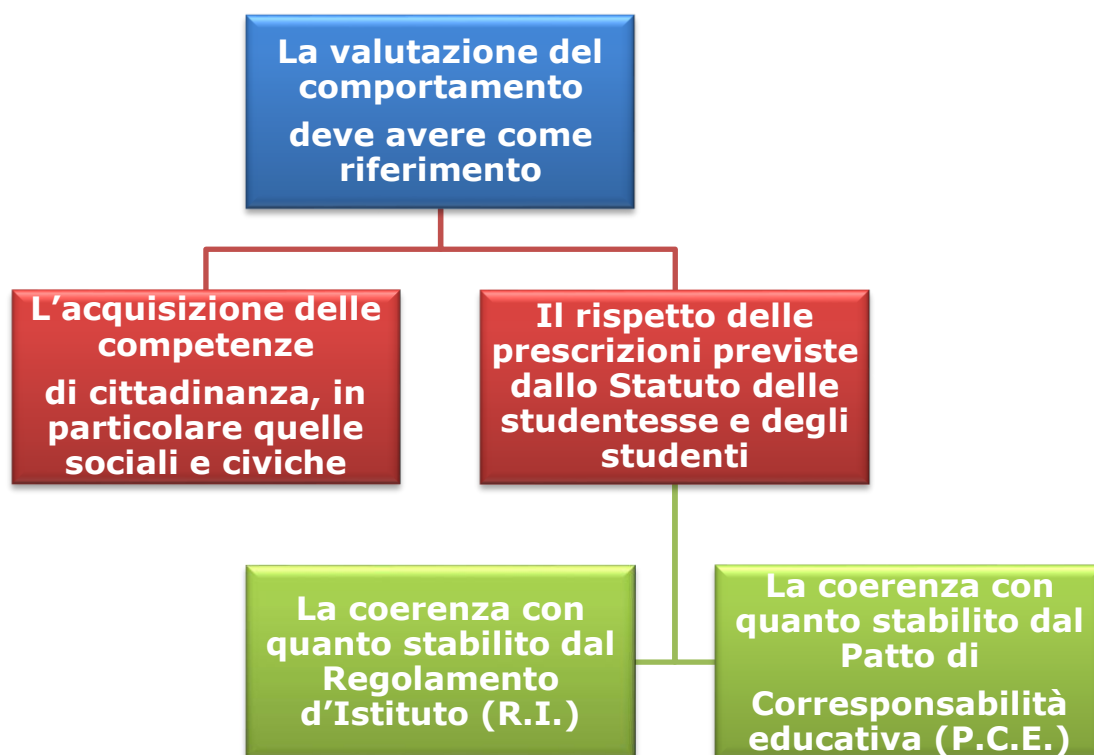 La valutazione del
comportamento
deve avere come
riferimento
L’acquisizione delle
competenze
di cittadinanza, in
particolare quelle
sociali e civiche
Il rispetto delle
prescrizioni previste
dallo Statuto delle
studentesse e degli
studenti
La coerenza con
quanto stabilito dal
Regolamento
d’Istituto (R.I.)
La coerenza con
quanto stabilito dal
Patto di
Corresponsabilità
educativa (P.C.E.)